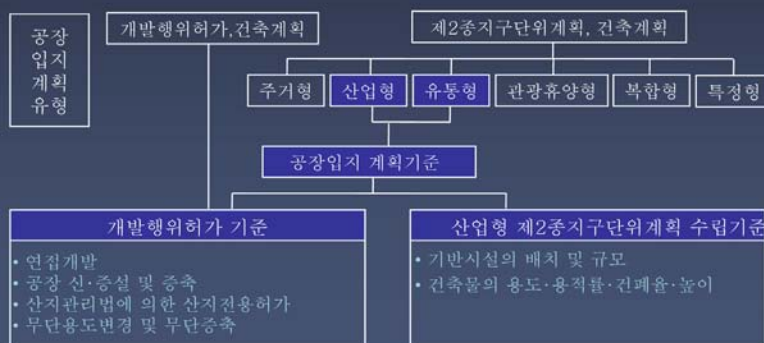 공장
입지
계획
유형
개발행위허가,건축계획
제2종지구단위계획, 건축계획
주거형
산업형
유통형
관광휴양형
복합형
특정형
공장입지 계획기준
개발행위허가 기준
• 연접개발
• 공장 신·증설 및 증축
• 산지관리법에 의한 산지전용허가
• 무단용도변경 및 무단증축
산업형 제2종지구단위계획 수립기준
• 기반시설의 배치 및 규모
• 건축물의 용도·용적률·건폐율·높이